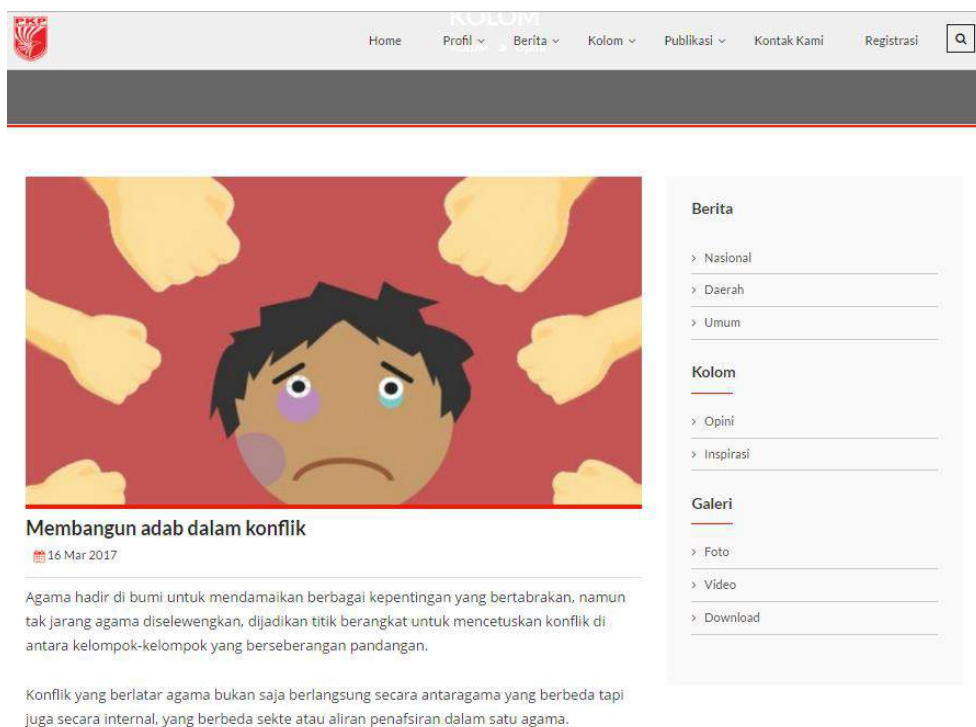 PKP
KOLOM
Home Profil Berita Kolom Publikasi Kontak Kami Registrasi
Berita
Nasional
Daerah
Umum
Kolom
Opini
Inspirasi
Galeri
Foto
Video
Download
Membangun adab dalam konflik
16 Mar 2017
Agama hadir di bumi untuk mendamaikan berbagai kepentingan yang bertabrakan, namun
tak jarang agama diselewengkan, dijadikan titik berangkat untuk mencetuskan konflik di
antara kelompok-kelompok yang berseberangan pandangan.
Konflik yang berlatar agama bukan saja berlangsung secara antaragama yang berbeda tapi
juga secara internal, yang berbeda sekte atau aliran penafsiran dalam satu agama.